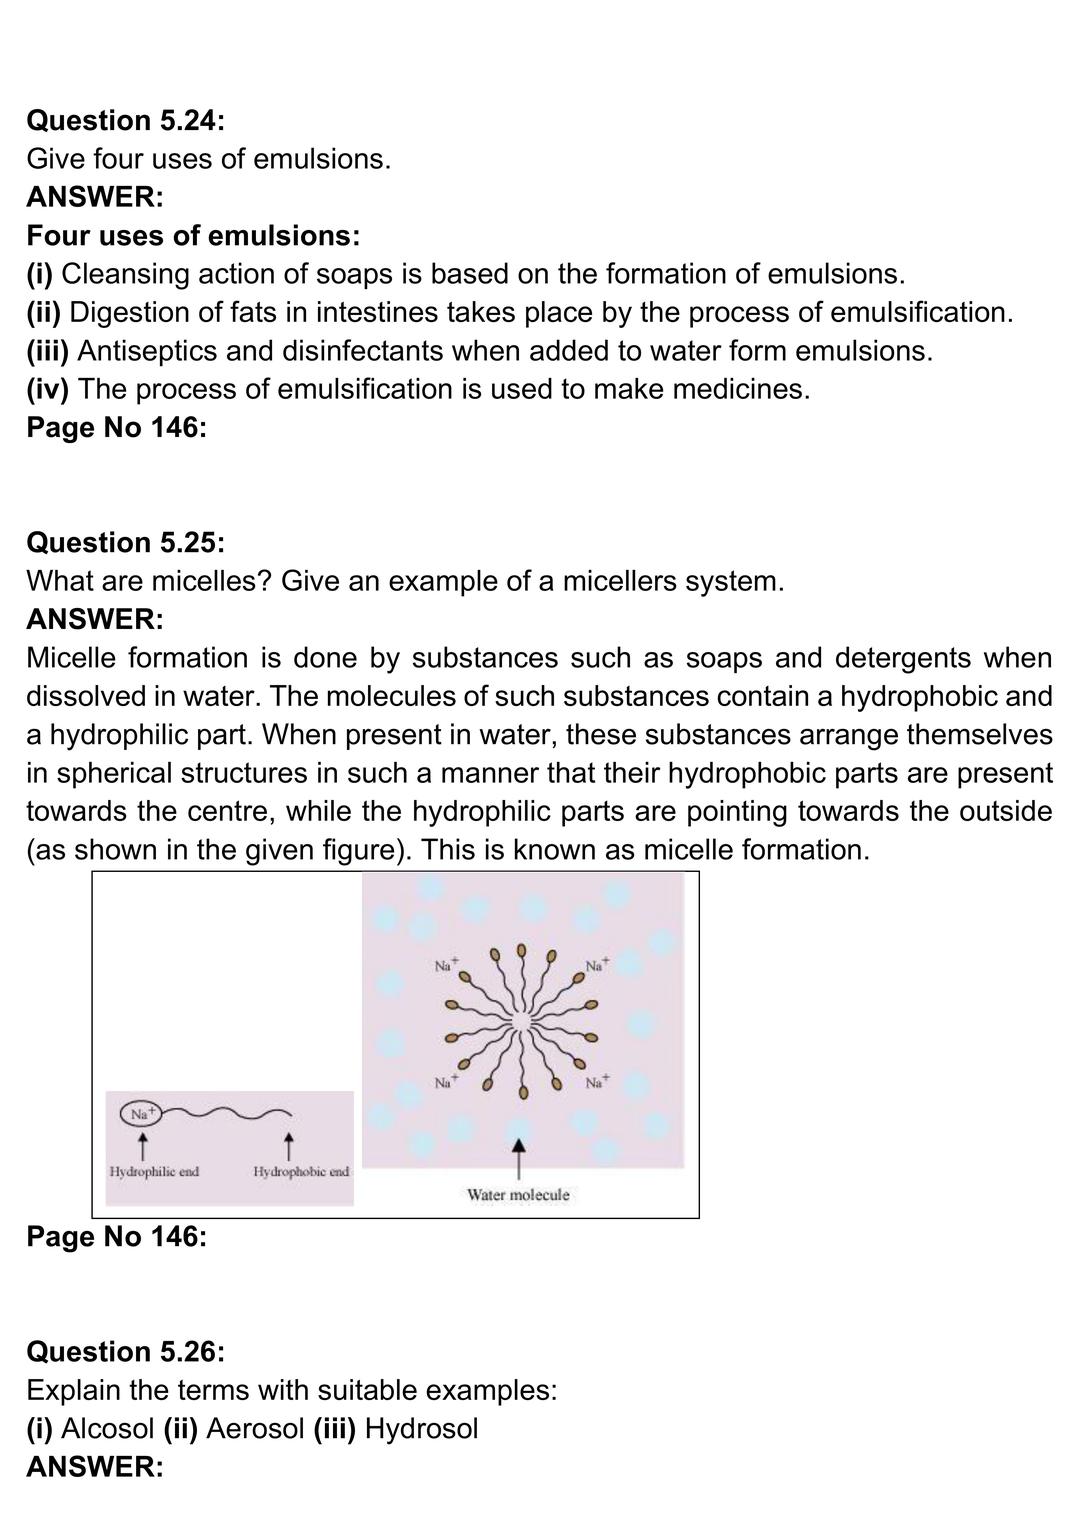 Question 5.24:
Give four uses of emulsions.
ANSWER:
Four uses of emulsions:
(i) Cleansing action of soaps is based on the formation of emulsions.
(ii) Digestion of fats in intestines takes place by the process of emulsification.
(iii) Antiseptics and disinfectants when added to water form emulsions.
(iv) The process of emulsification is used to make medicines.
Page No 146:
Question 5.25:
What are micelles? Give an example of a micellers system.
ANSWER:
Micelle formation is done by substances such as soaps and detergents when
dissolved in water. The molecules of such substances contain a hydrophobic and
a hydrophilic part. When present in water, these substances arrange themselves
in spherical structures in such a manner that their hydrophobic parts are present
towards the centre, while the hydrophilic parts are pointing towards the outside
(as shown in the given figure). This is known as micelle formation.
Na⁺ Na⁺
Na⁺ Na⁺
Na⁺
Hydrophilic end Hydrophobic end
Water molecule
Page No 146:
Question 5.26:
Explain the terms with suitable examples:
(i) Alcosol (ii) Aerosol (iii) Hydrosol
ANSWER: